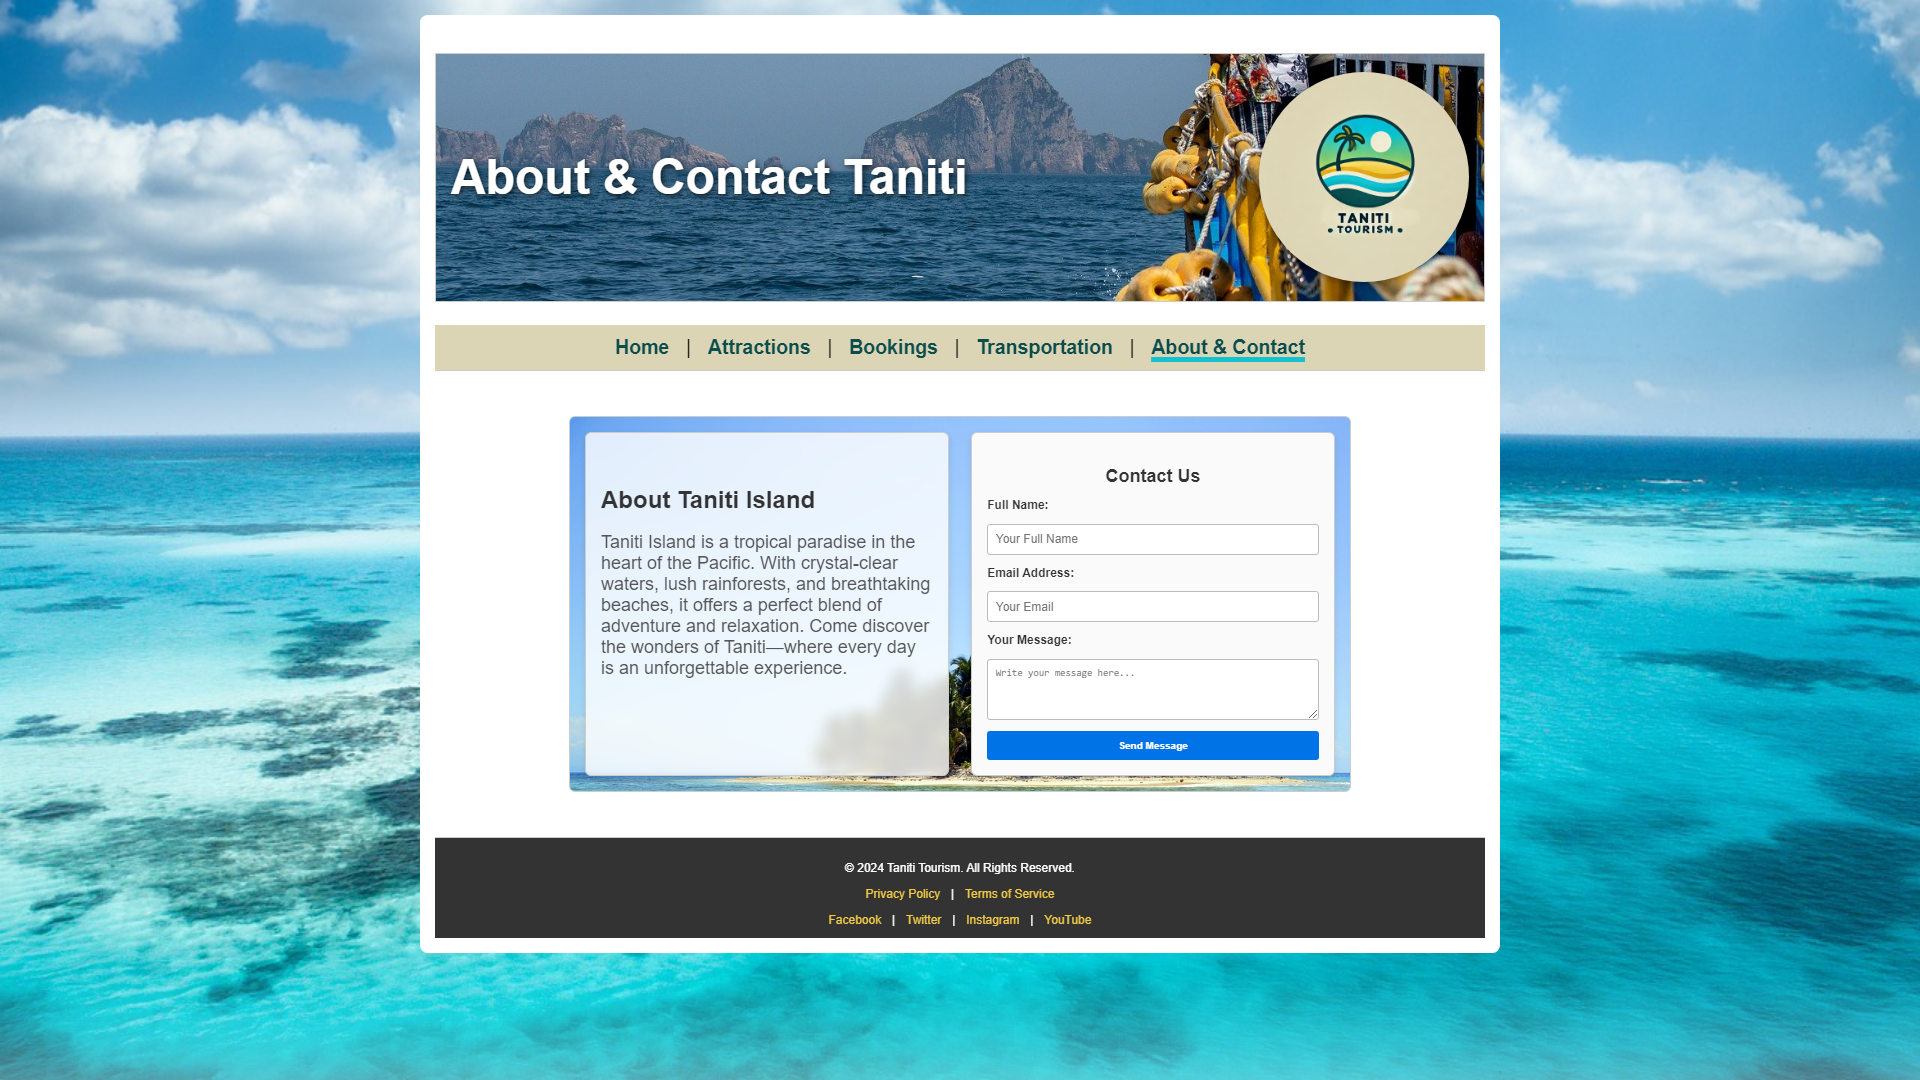 About & Contact Taniti
TANITI
• TOURISM •
Home | Attractions | Bookings | Transportation | About & Contact
About Taniti Island
Taniti Island is a tropical paradise in the
heart of the Pacific. With crystal-clear
waters, lush rainforests, and breathtaking
beaches, it offers a perfect blend of
adventure and relaxation. Come discover
the wonders of Taniti—where every day
is an unforgettable experience.
Contact Us
Full Name:
Your Full Name
Email Address:
Your Email
Your Message:
Write your message here...
Send Message
© 2024 Taniti Tourism. All Rights Reserved.
Privacy Policy | Terms of Service
Facebook | Twitter | Instagram | YouTube